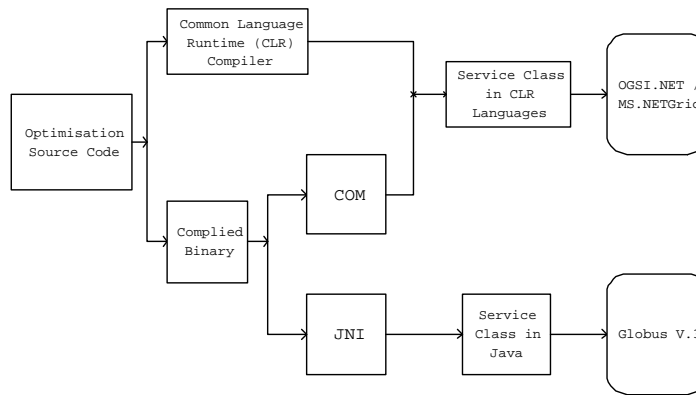 Common Language
Runtime (CLR)
Compiler
Service Class
in CLR
Languages
OGSI.NET /
MS.NETGrid
Optimisation
Source Code
COM
Complied
Binary
JNI
Service
Class in
Java
Globus